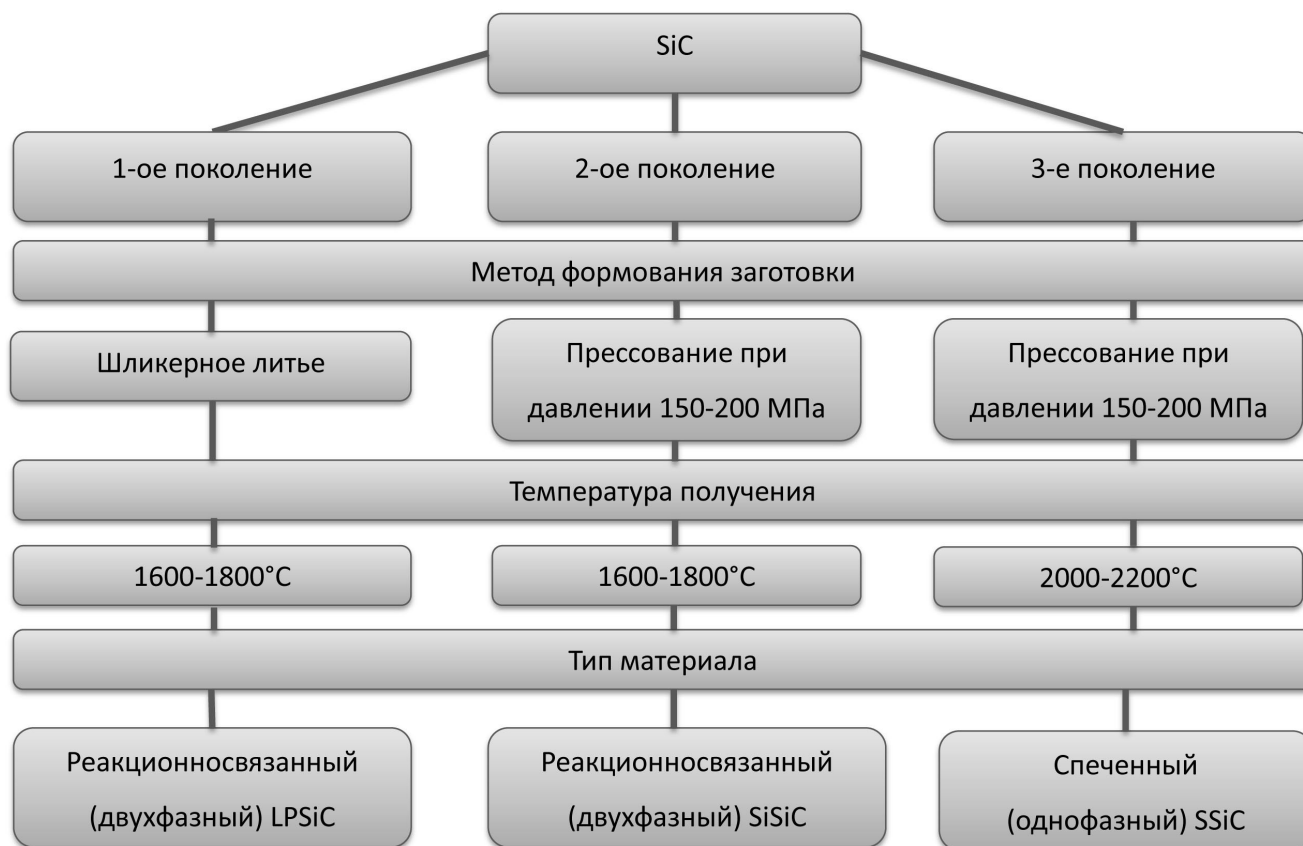 SiC
1-ое поколение
2-ое поколение
3-е поколение
Метод формования заготовки
Шликерное литье
Прессование при
давлении 150-200 МПа
Прессование при
давлении 150-200 МПа
Температура получения
1600-1800°С
1600-1800°С
2000-2200°С
Тип материала
Реакционносвязанный
(двухфазный) LPSiC
Реакционносвязанный
(двухфазный) SiSiC
Спеченный
(однофазный) SSiC